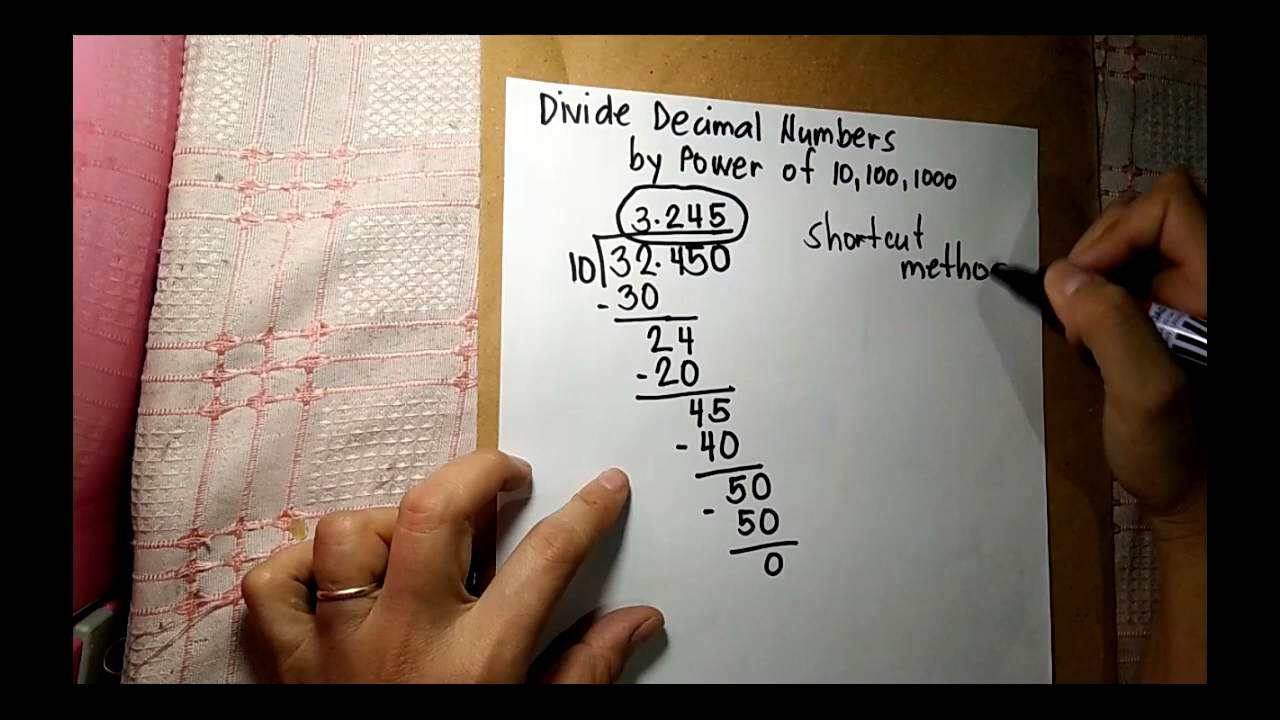 Divide Decimal Numbers
by Power of 10,100,1000
3.245
10 32.450
-30
24
-20
45
-40
50
- 50
0
shortcut
metho